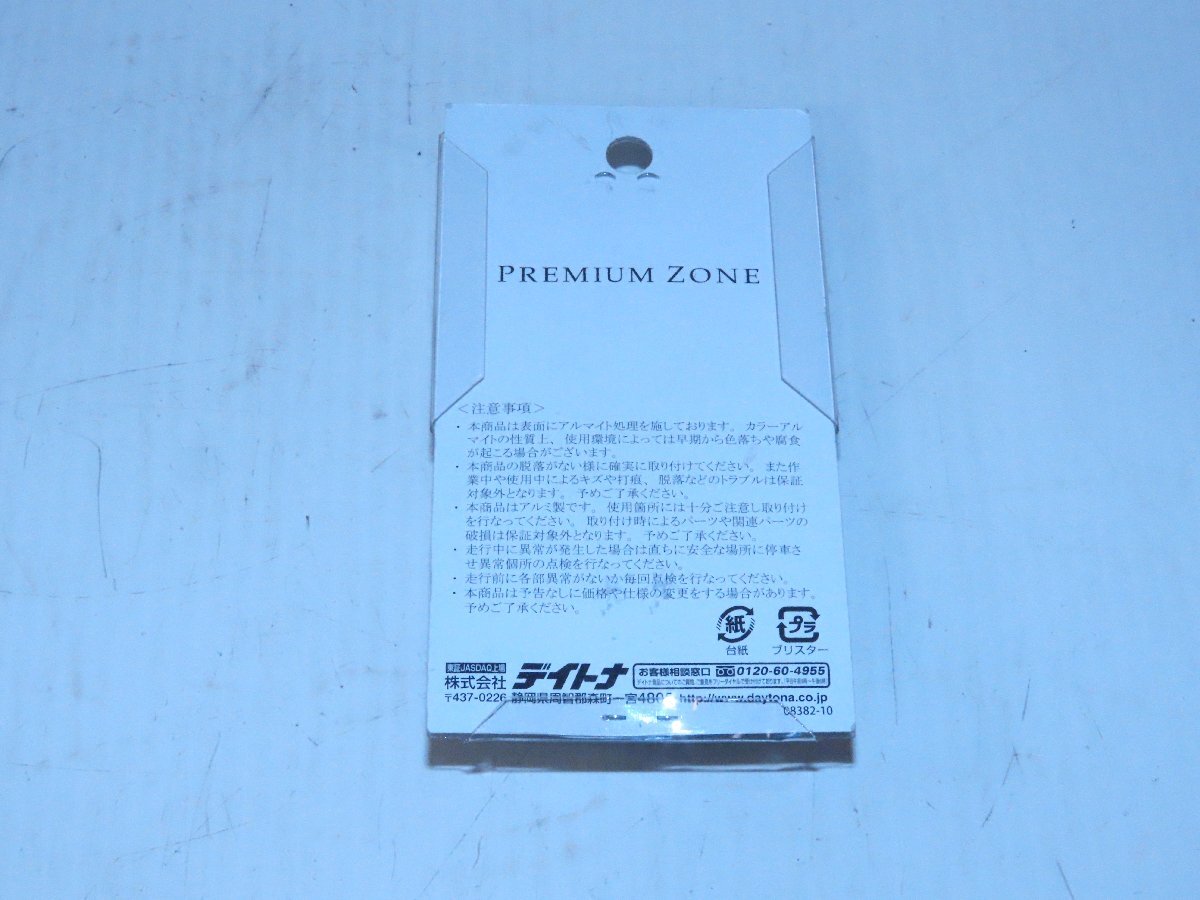 PREMIUM ZONE
<注意事項>
・本商品は表面にアルマイト処理を施しております。カラーアル
マイトの性質上、使用環境によっては早期から色落ちや腐食
が起こる場合がございます。
・本商品の脱落がない様に確実に取り付けてください。また作
業中や使用中によるキズや打痕、脱落などのトラブルは保証
対象外となります。予めご了承ください。
・本商品はアルミ製です。使用箇所には十分ご注意し取り付け
を行なってください。取り付け時によるパーツや関連パーツの
破損は保証対象外となります。予めご了承ください。
・走行中に異常が発生した場合は直ちに安全な場所に停車さ
せ異常個所の点検を行なってください。
・走行前に各部異常がないか毎回点検を行なってください。
・本商品は予告なしに価格や仕様の変更をする場合があります。
予めご了承ください。
紙 プラ
台紙 ブリスター
東証JASDAQ上場
株式会社 デイトナ お客様相談窓口 0120-60-4955
〒437-0226 静岡県周智郡森町一宮4805 http://www.daytona.co.jp
C8382-10